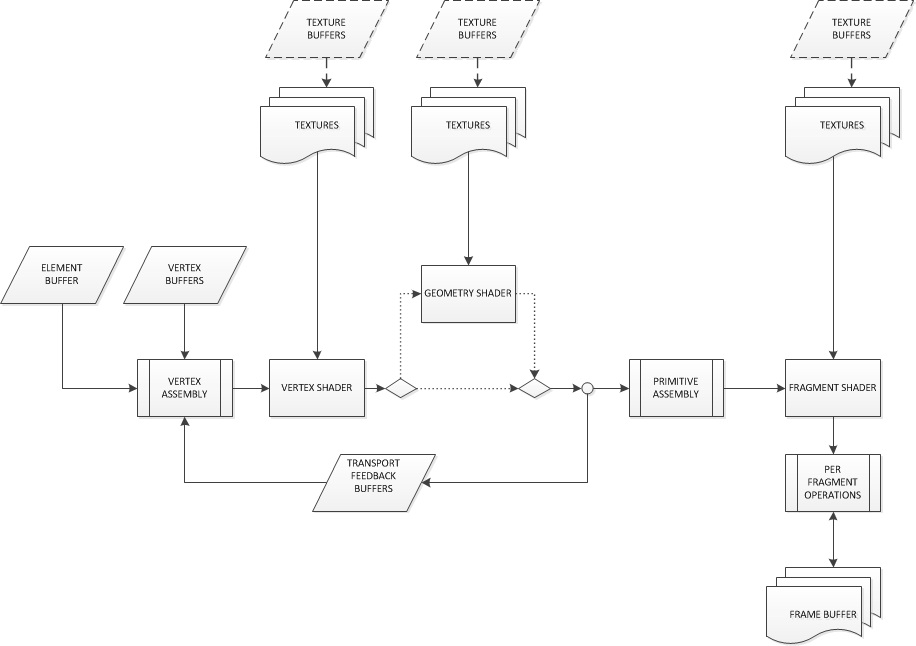 TEXTURE
BUFFERS
TEXTURE
BUFFERS
TEXTURE
BUFFERS
TEXTURES
TEXTURES
TEXTURES
ELEMENT
BUFFER
VERTEX
BUFFERS
GEOMETRY SHADER
VERTEX
ASSEMBLY
VERTEX SHADER
PRIMITIVE
ASSEMBLY
FRAGMENT SHADER
TRANSPORT
FEEDBACK
BUFFERS
PER
FRAGMENT
OPERATIONS
FRAME BUFFER